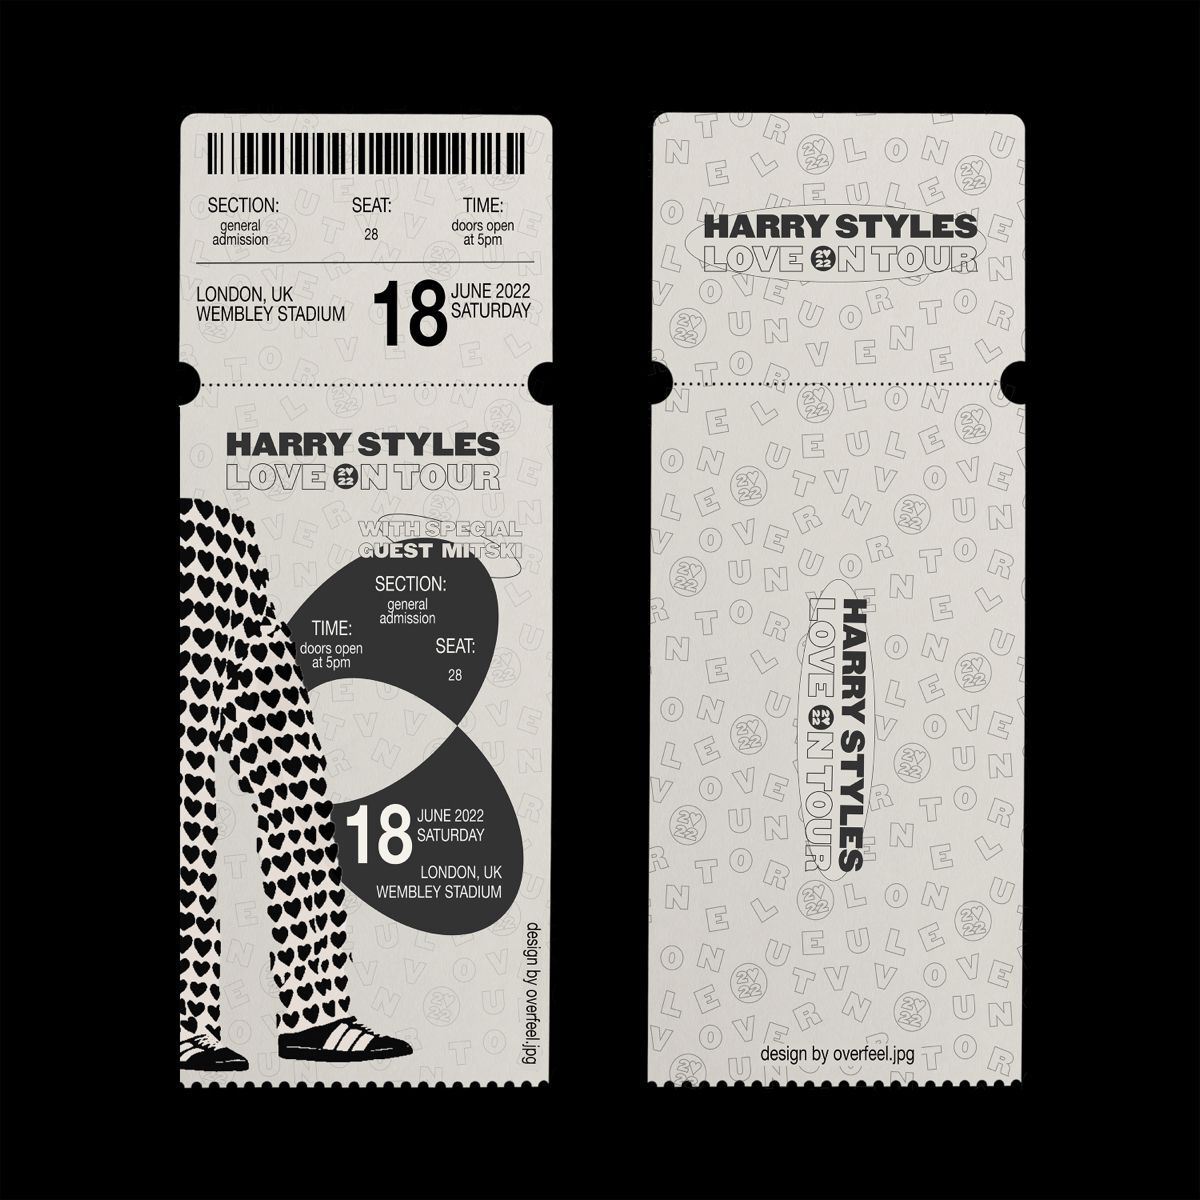 SECTION:
general
admission
SEAT:
28
TIME:
doors open
at 5pm
LONDON, UK
WEMBLEY STADIUM
18
JUNE 2022
SATURDAY
HARRY STYLES
LOVE ON TOUR
2022
WITH SPECIAL
GUEST MITSKI
SECTION:
general
admission
TIME:
doors open
at 5pm
SEAT:
28
18
JUNE 2022
SATURDAY
LONDON, UK
WEMBLEY STADIUM
design by overfeel.jpg
HARRY STYLES
LOVE ON TOUR
HARRY STYLES
LOVE ON TOUR
design by overfeel.jpg